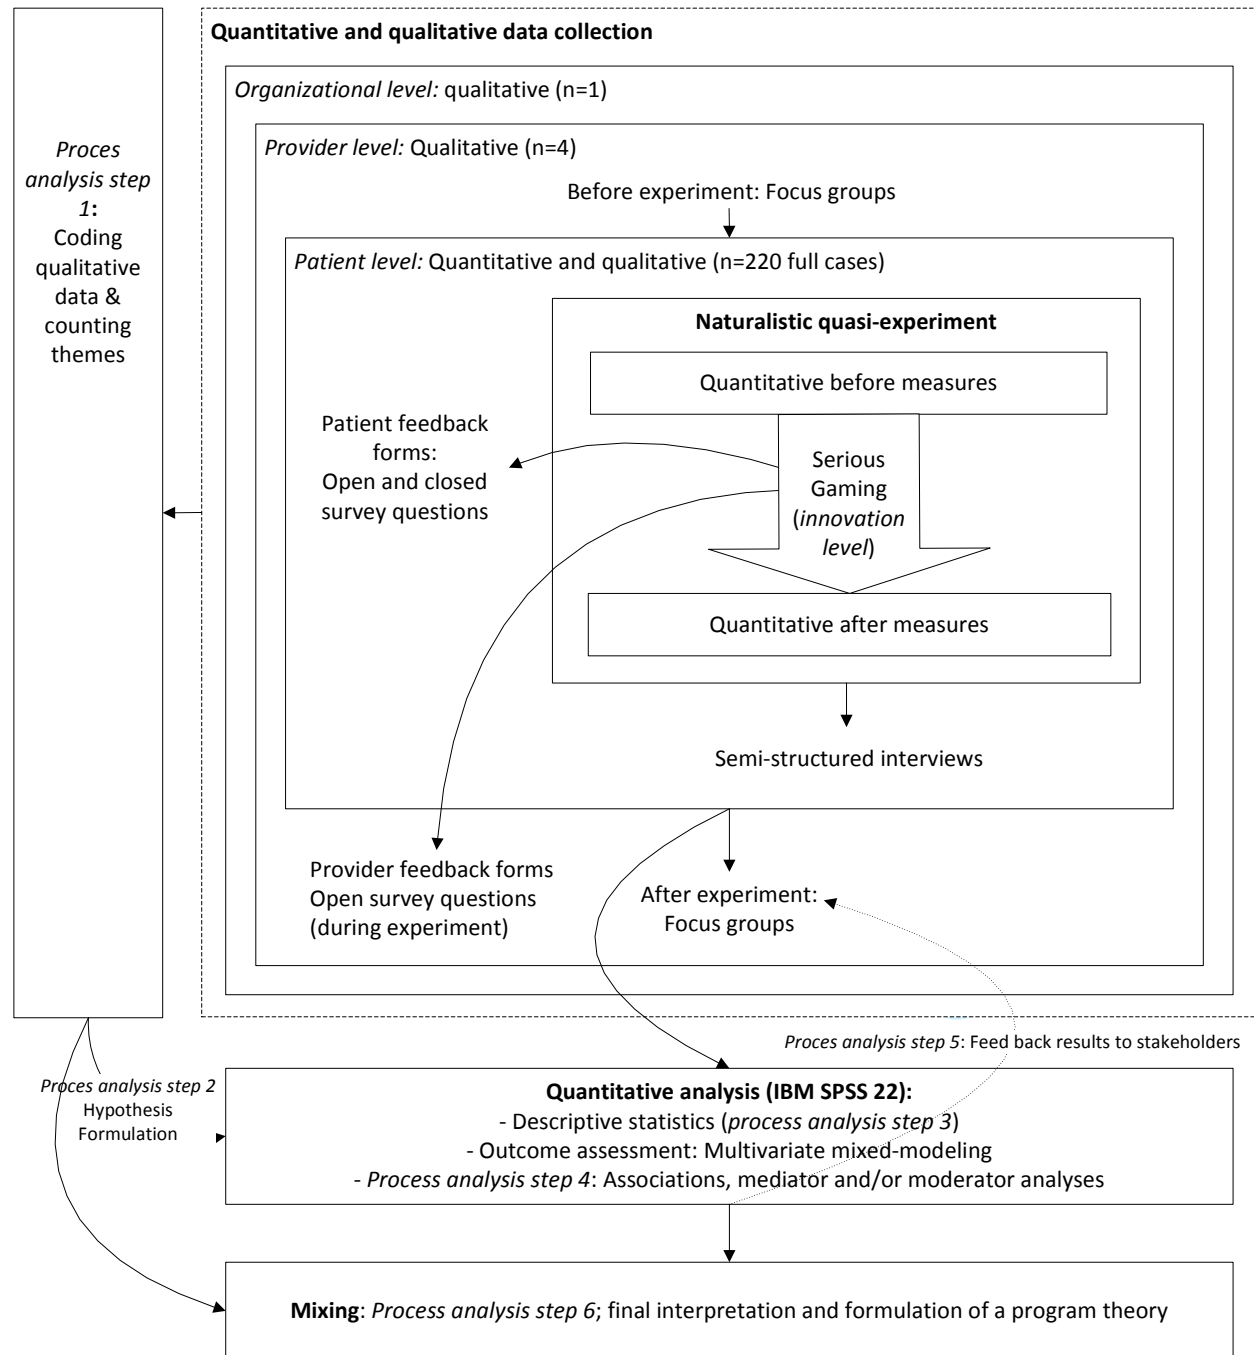 Quantitative and qualitative data collection
Organizational level: qualitative (n=1)
Provider level: Qualitative (n=4)
Before experiment: Focus groups
Patient level: Quantitative and qualitative (n=220 full cases)
Naturalistic quasi-experiment
Quantitative before measures
Proces
analysis step
1:
Coding
qualitative
data &
counting
themes
Patient feedback
forms:
Open and closed
survey questions
Serious
Gaming
(innovation
level)
Quantitative after measures
Semi-structured interviews
Provider feedback forms
Open survey questions
(during experiment)
After experiment:
Focus groups
Proces analysis step 5: Feed back results to stakeholders
Proces analysis step 2
Hypothesis
Formulation
Quantitative analysis (IBM SPSS 22):
- Descriptive statistics (process analysis step 3)
- Outcome assessment: Multivariate mixed-modeling
- Process analysis step 4: Associations, mediator and/or moderator analyses
Mixing: Process analysis step 6; final interpretation and formulation of a program theory